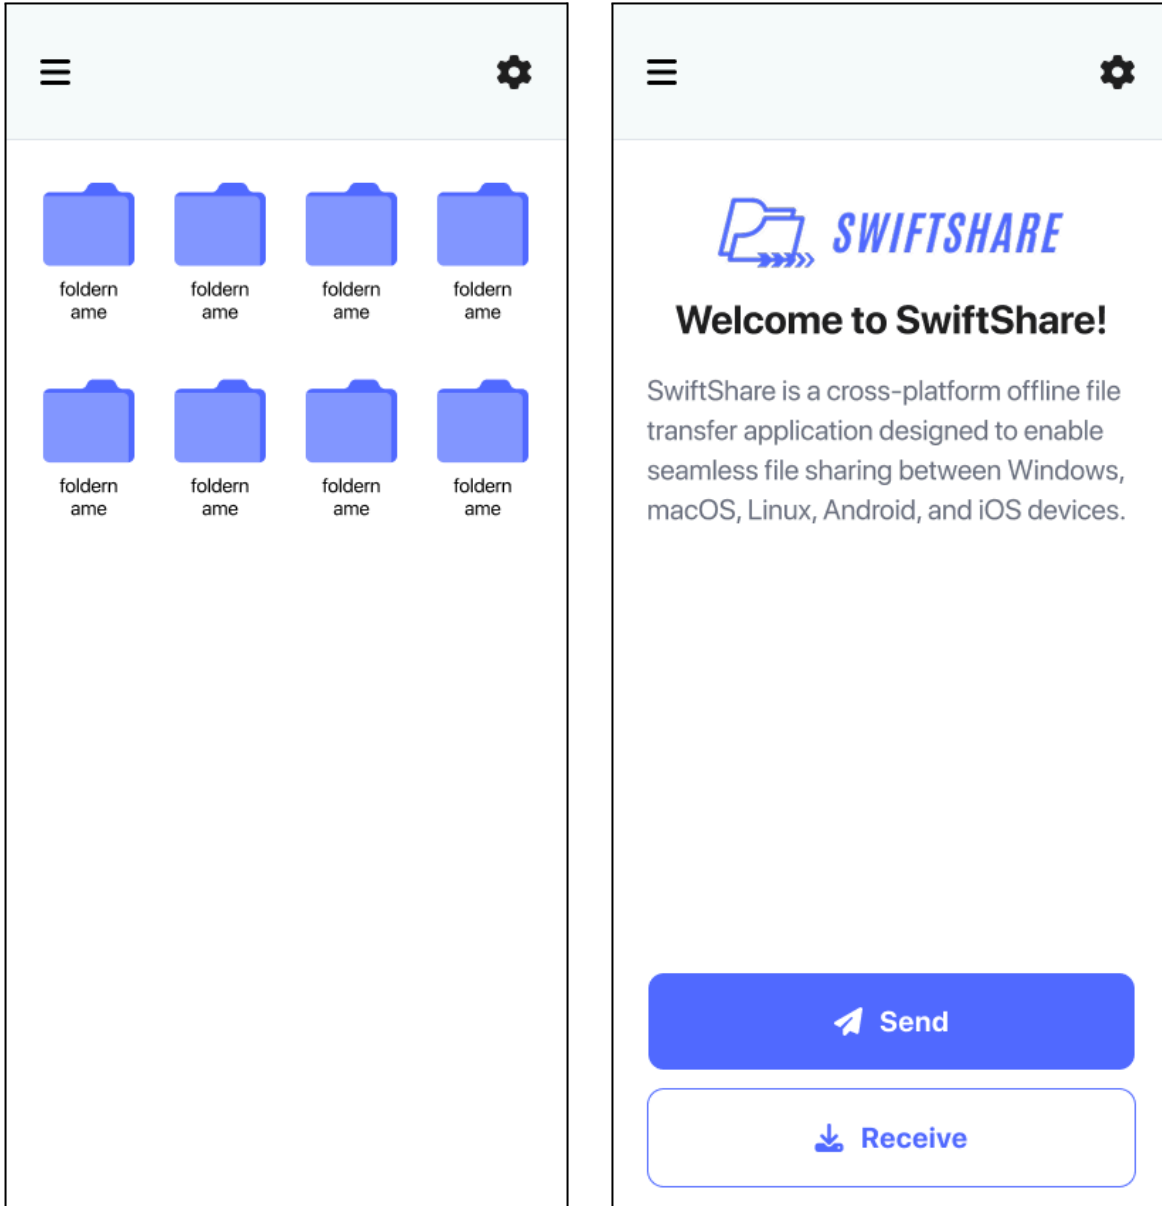 foldern
ame
foldern
ame
foldern
ame
foldern
ame
foldern
ame
foldern
ame
foldern
ame
foldern
ame
SWIFTSHARE
Welcome to SwiftShare!
SwiftShare is a cross-platform offline file
transfer application designed to enable
seamless file sharing between Windows,
macOS, Linux, Android, and iOS devices.
Send
Receive